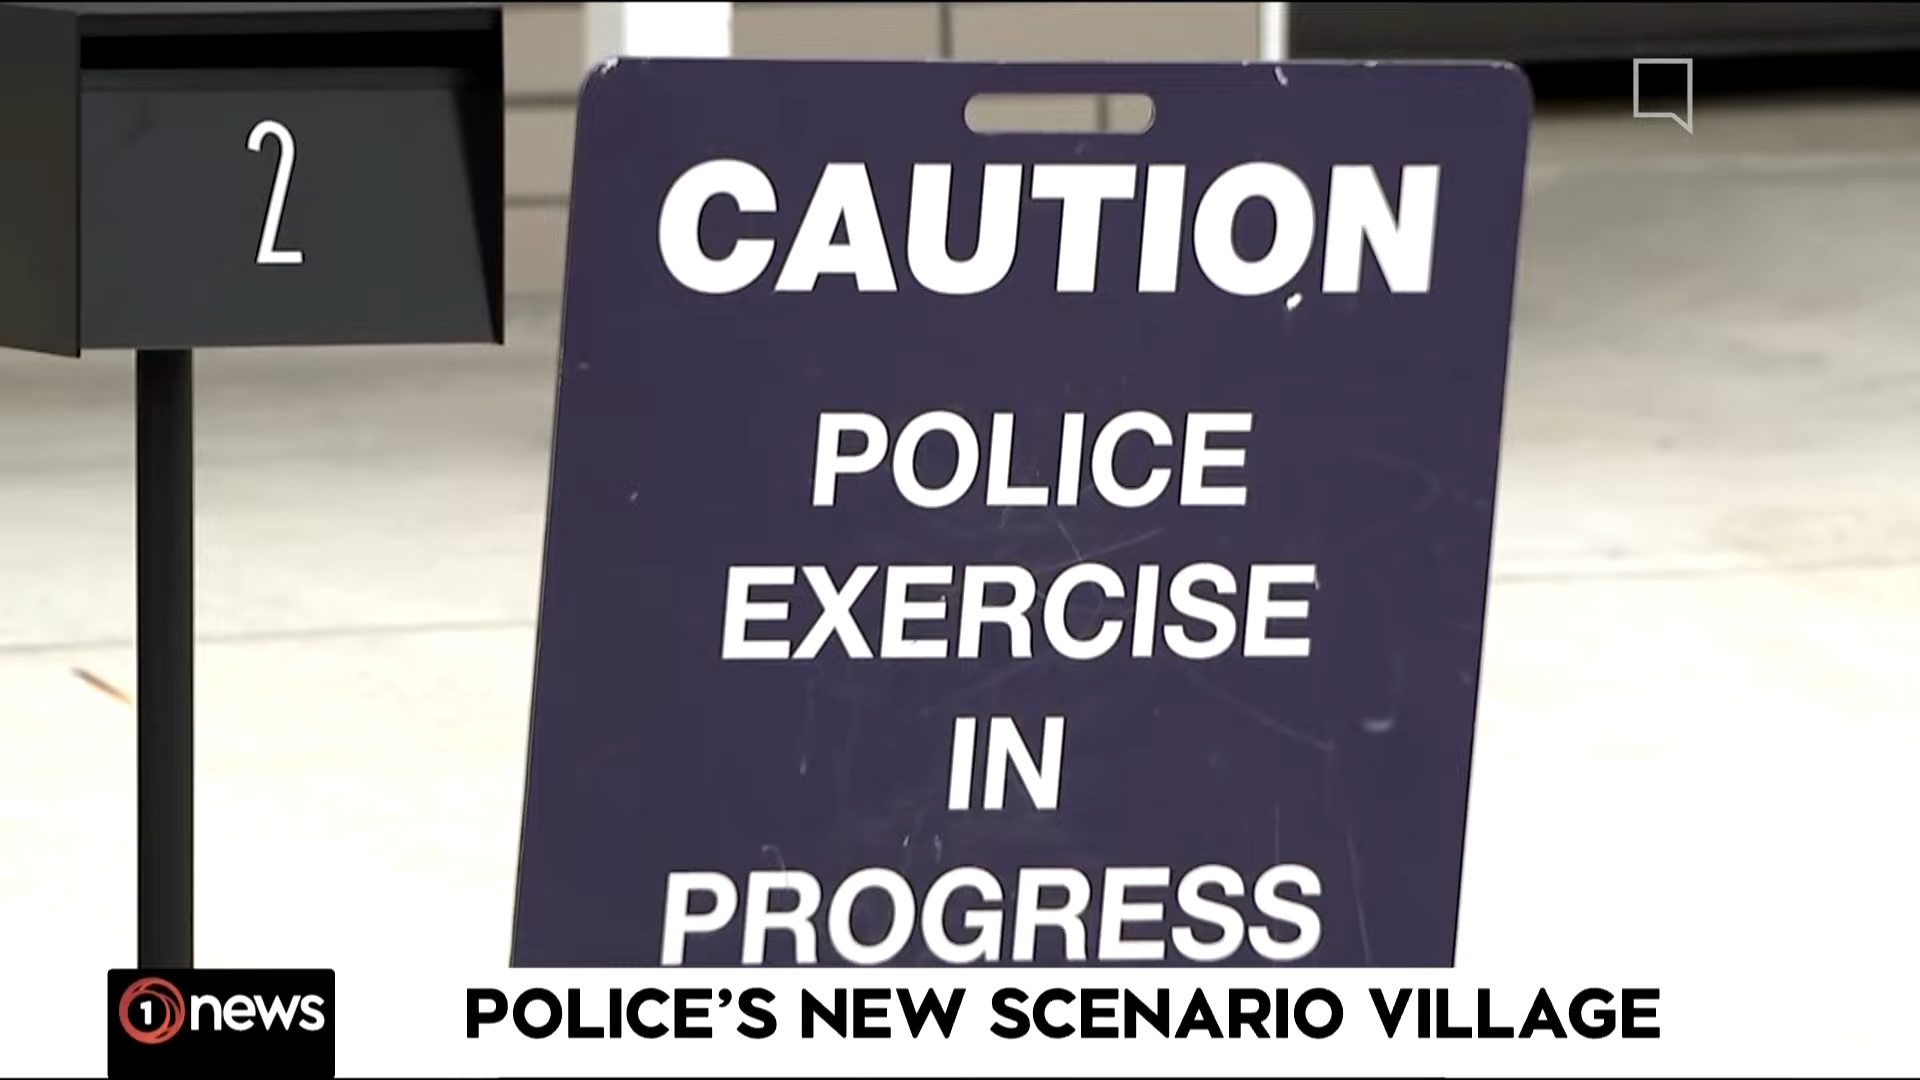 2
CAUTION
POLICE
EXERCISE
IN
PROGRESS
1news
POLICE'S NEW SCENARIO VILLAGE